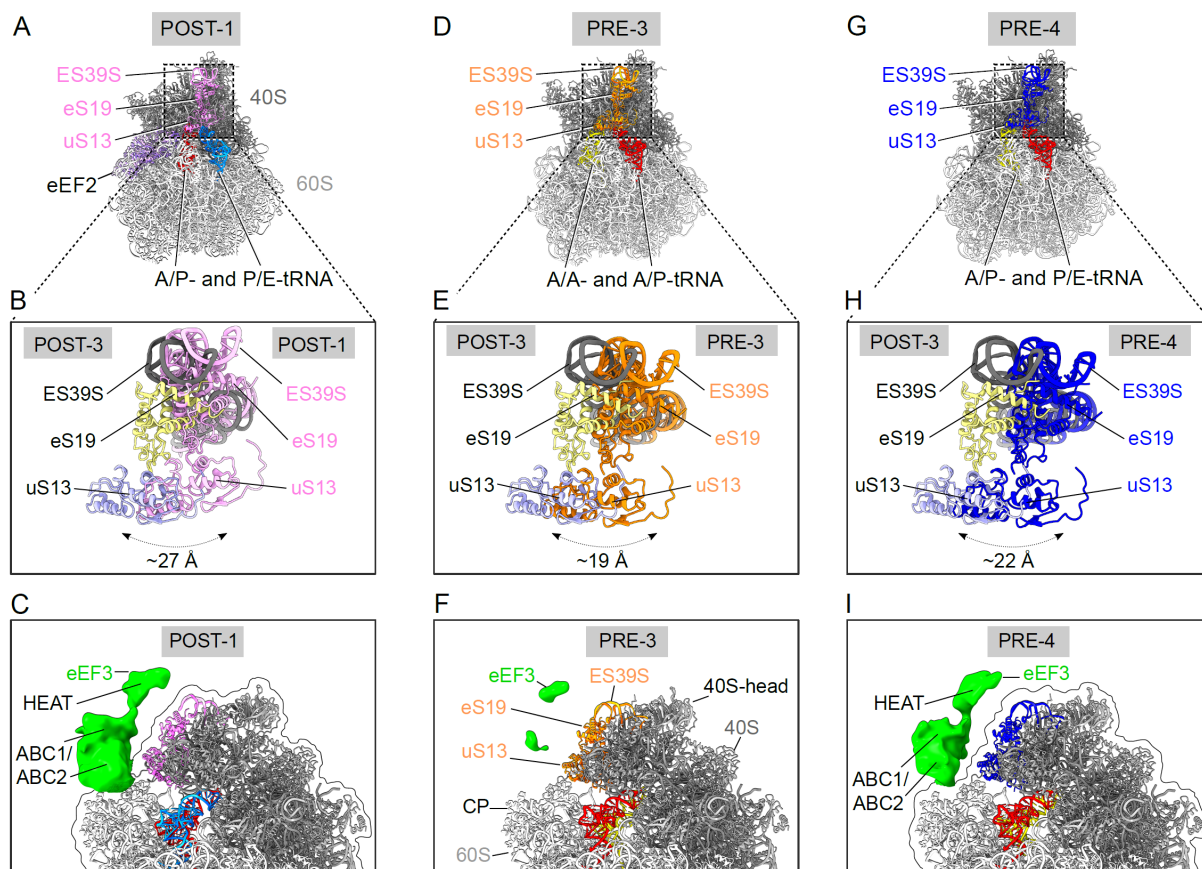 A
POST-1
ES39S
eS19
40S
uS13
eEF2
60S
A/P- and P/E-tRNA
D
PRE-3
ES39S
eS19
uS13
A/A- and A/P-tRNA
G
PRE-4
ES39S
eS19
uS13
A/P- and P/E-tRNA
B
POST-3
POST-1
ES39S
ES39S
eS19
eS19
uS13
uS13
~27 Å
E
POST-3
PRE-3
ES39S
ES39S
eS19
eS19
uS13
uS13
~19 Å
H
POST-3
PRE-4
ES39S
ES39S
eS19
eS19
uS13
uS13
~22 Å
C
POST-1
eEF3
HEAT
ABC1/
ABC2
F
PRE-3
ES39S
eEF3
40S-head
eS19
40S
uS13
CP
60S
I
PRE-4
eEF3
HEAT
ABC1/
ABC2